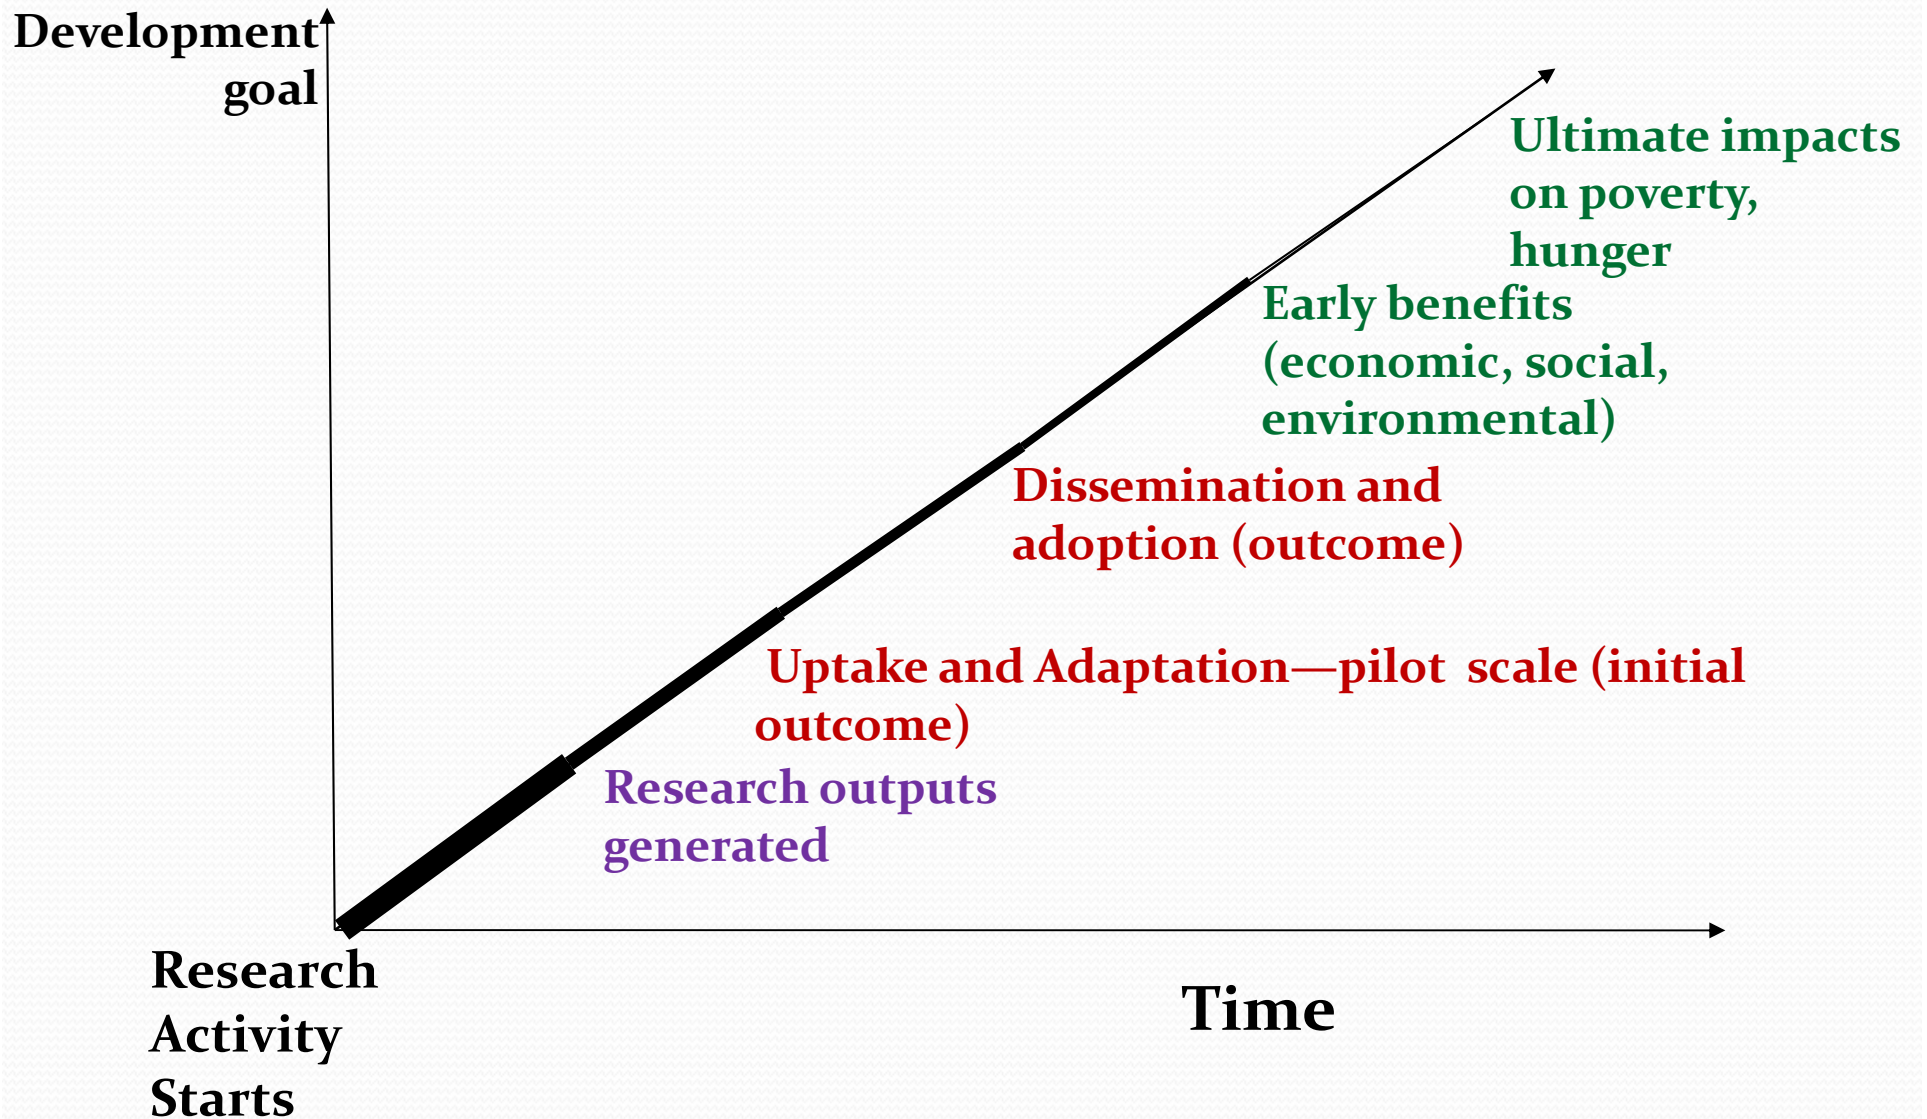 Development
goal
Ultimate impacts
on poverty,
hunger
Early benefits
(economic, social,
environmental)
Dissemination and
adoption (outcome)
Uptake and Adaptation—pilot  scale (initial
outcome)
Research outputs
generated
Research
Activity
Starts
Time